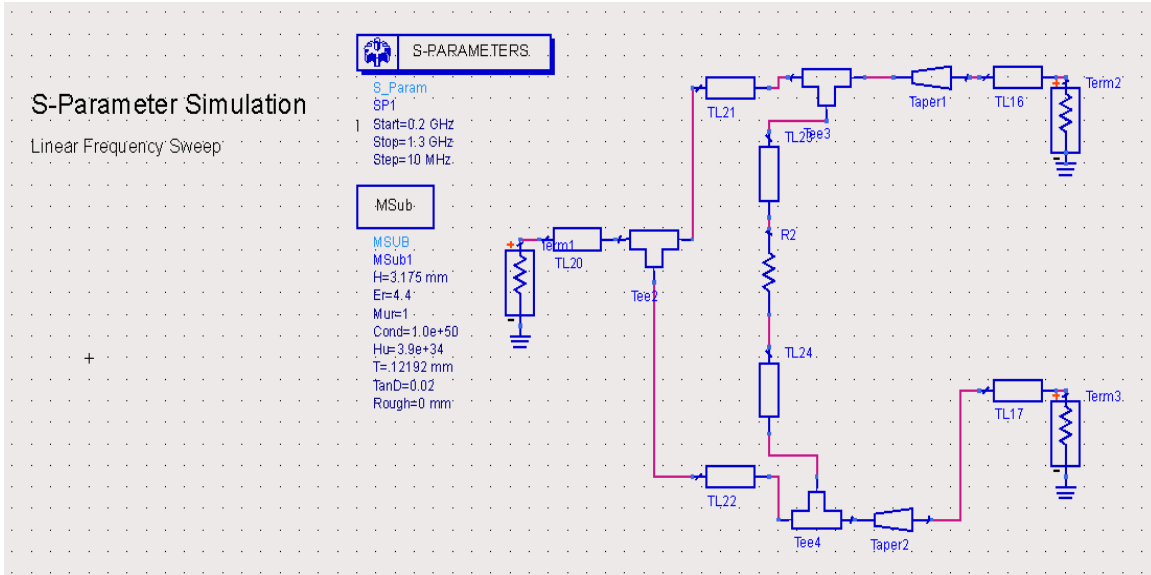 S-Parameter Simulation
Linear Frequency Sweep
S-PARAMETERS
S_Param
SP1
Start=0.2 GHz
Stop=1.3 GHz
Step=10 MHz
MSub
MSUB
MSub1
H=3.175 mm
Er=4.4
Mur=1
Cond=1.0e+50
Hu=3.9e+34
T=.12192 mm
TanD=0.02
Rough=0 mm
Term1
TL20
Tee2
TL21
Tee3
Taper1
TL16
Term2
R2
TL24
TL22
Tee4
Taper2
TL17
Term3